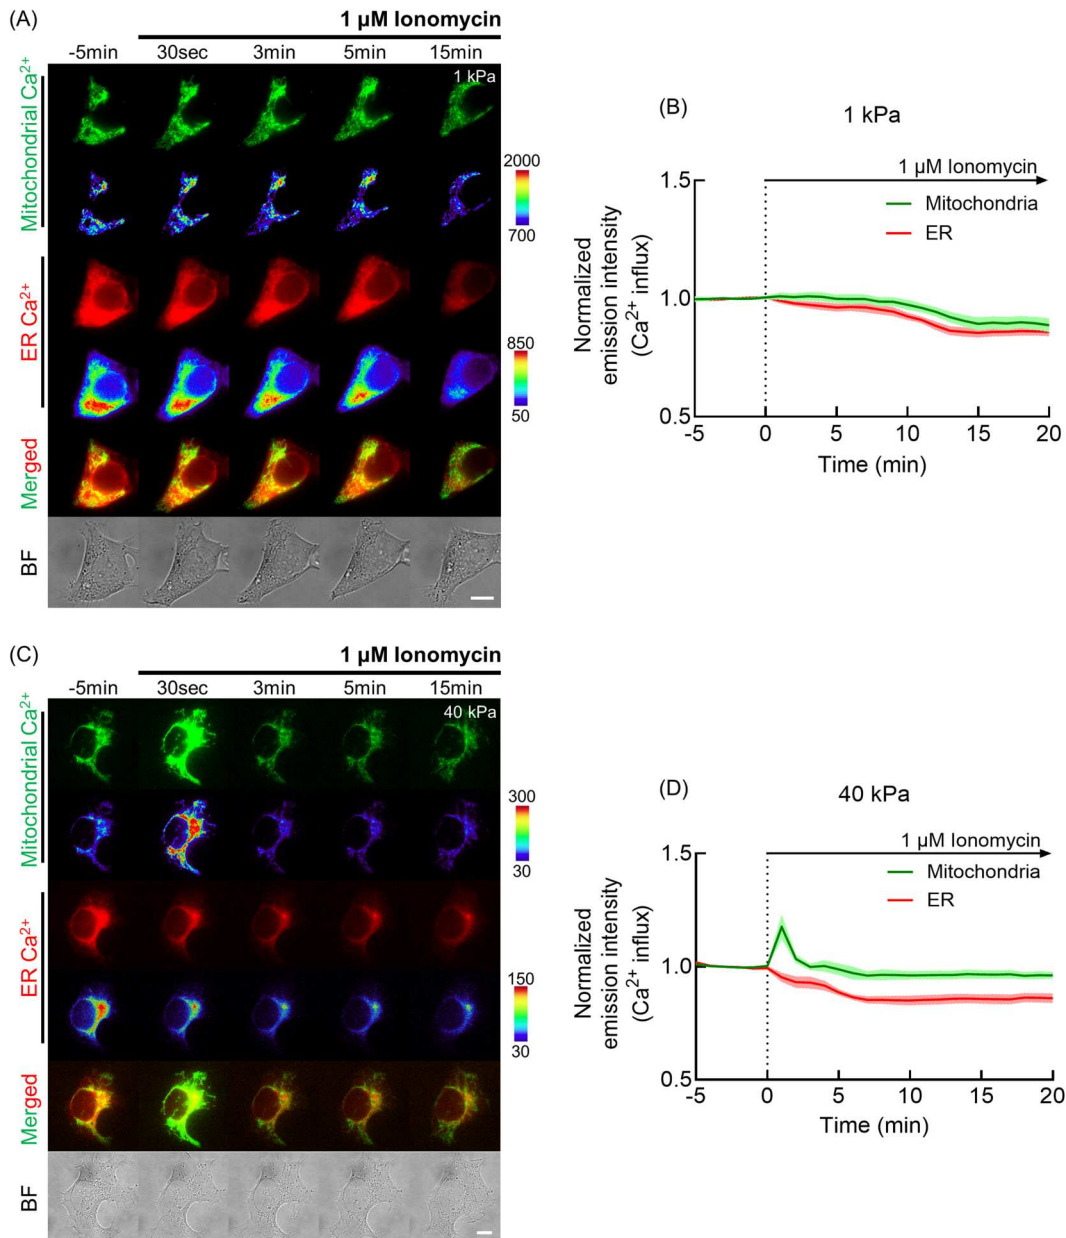 (A)
1 µM Ionomycin
-5min 30sec 3min 5min 15min
1 kPa
Mitochondrial Ca²⁺
2000
700
ER Ca²⁺
850
50
Merged
BF
(B)
1 kPa
1 µM Ionomycin
Mitochondria
ER
Normalized
emission intensity
(Ca²⁺ influx)
1.5
1.0
0.5
-5 0 5 10 15 20
Time (min)
(C)
1 µM Ionomycin
-5min 30sec 3min 5min 15min
40 kPa
Mitochondrial Ca²⁺
300
30
ER Ca²⁺
150
30
Merged
BF
(D)
40 kPa
1 µM Ionomycin
Mitochondria
ER
Normalized
emission intensity
(Ca²⁺ influx)
1.5
1.0
0.5
-5 0 5 10 15 20
Time (min)